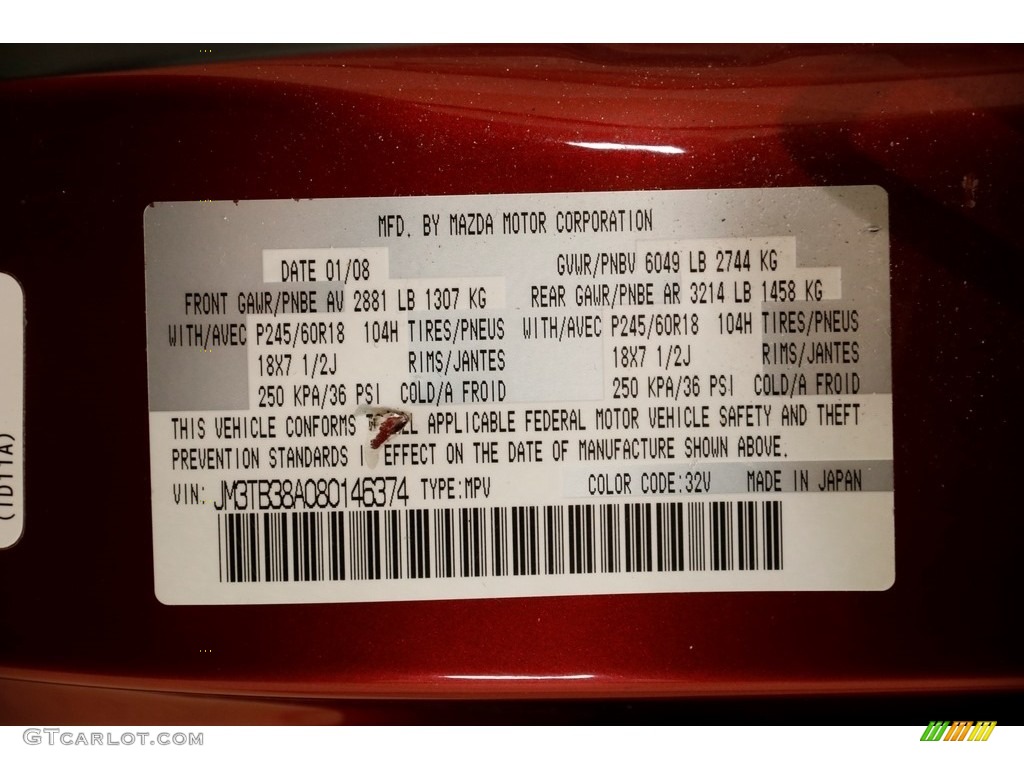 MFD. BY MAZDA MOTOR CORPORATION
DATE 01/08 GVWR/PNBV 6049 LB 2744 KG
FRONT GAWR/PNBE AV 2881 LB 1307 KG REAR GAWR/PNBE AR 3214 LB 1458 KG
WITH/AVEC P245/60R18 104H TIRES/PNEUS WITH/AVEC P245/60R18 104H TIRES/PNEUS
18X7 1/2J RIMS/JANTES 18X7 1/2J RIMS/JANTES
250 KPA/36 PSI COLD/A FROID 250 KPA/36 PSI COLD/A FROID
THIS VEHICLE CONFORMS APPLICABLE FEDERAL MOTOR VEHICLE SAFETY AND THEFT
PREVENTION STANDARDS EFFECT ON THE DATE OF MANUFACTURE SHOWN ABOVE.
VIN: JM3TB38A080146374 TYPE:MPV COLOR CODE:32V MADE IN JAPAN
(TD11A)
GTcarlot.com